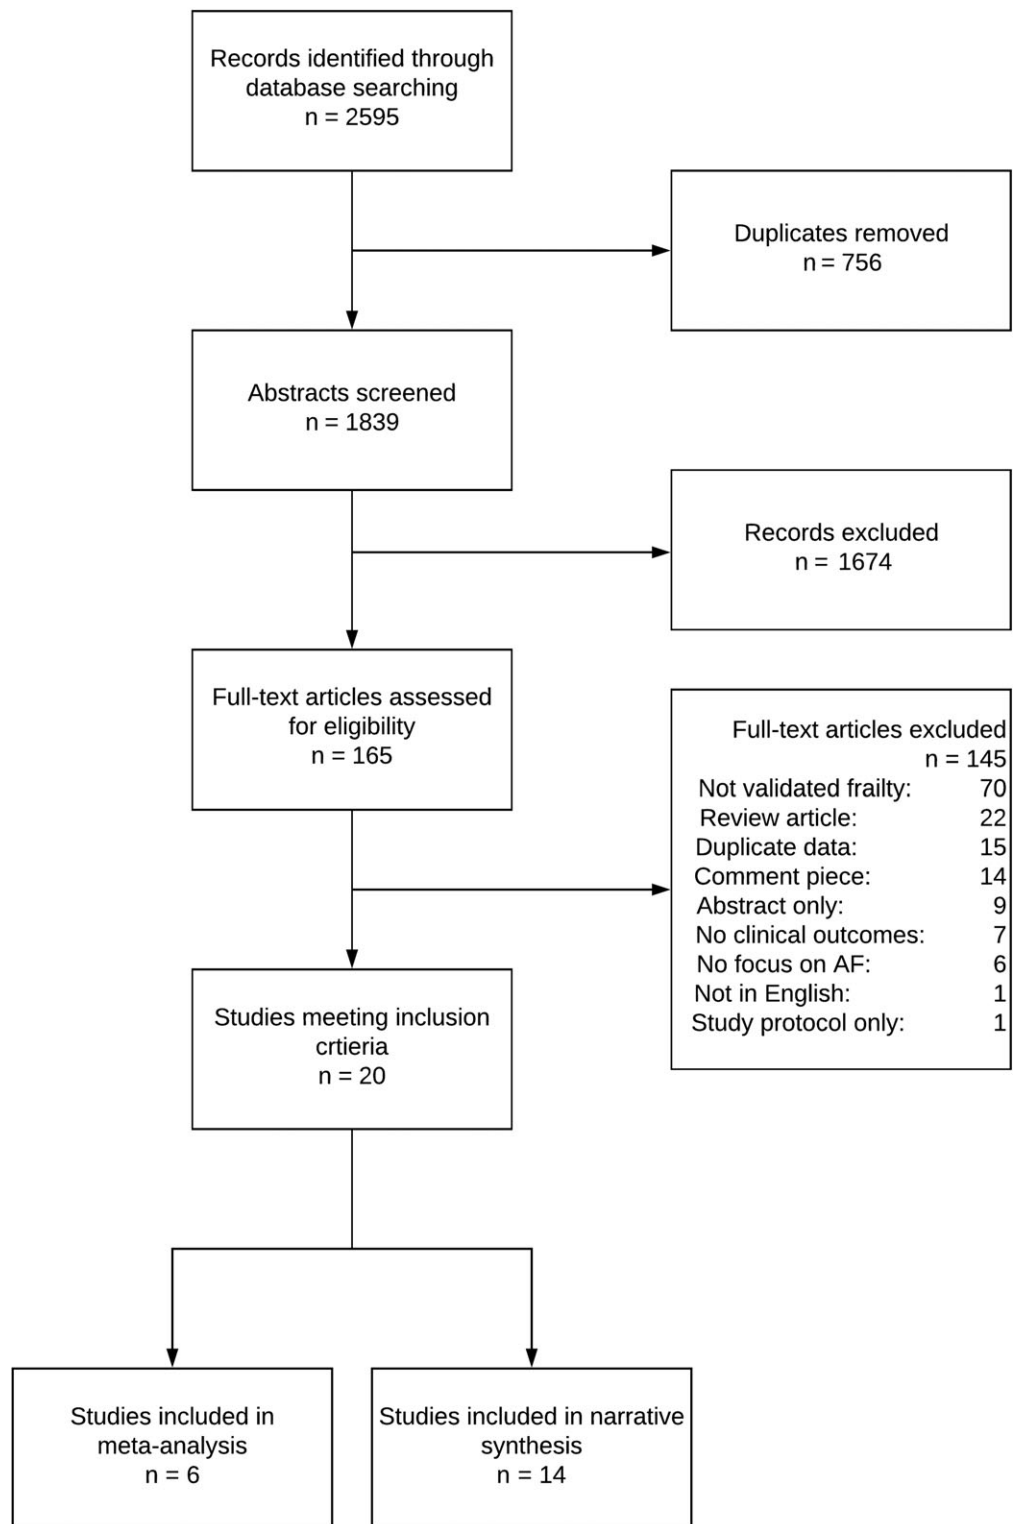 Records identified through
database searching
n = 2595
Duplicates removed
n = 756
Abstracts screened
n = 1839
Records excluded
n = 1674
Full-text articles assessed
for eligibility
n = 165
Full-text articles excluded
n = 145
Not validated frailty: 70
Review article: 22
Duplicate data: 15
Comment piece: 14
Abstract only: 9
No clinical outcomes: 7
No focus on AF: 6
Not in English: 1
Study protocol only: 1
Studies meeting inclusion
crtieria
n = 20
Studies included in
meta-analysis
n = 6
Studies included in narrative
synthesis
n = 14